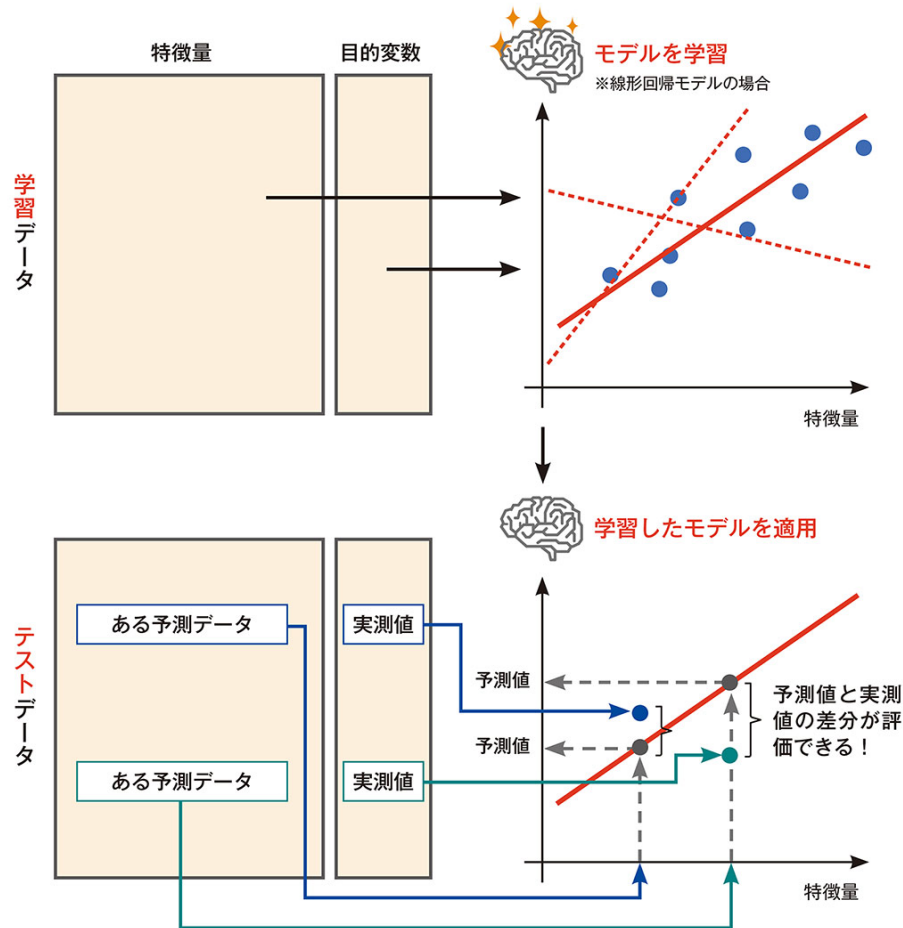 特徴量
目的変数
モデルを学習
※線形回帰モデルの場合
学習データ
特徴量
学習したモデルを適用
テストデータ
ある予測データ
実測値
予測値
予測値
ある予測データ
実測値
予測値と実測
値の差分が評
価できる！
特徴量